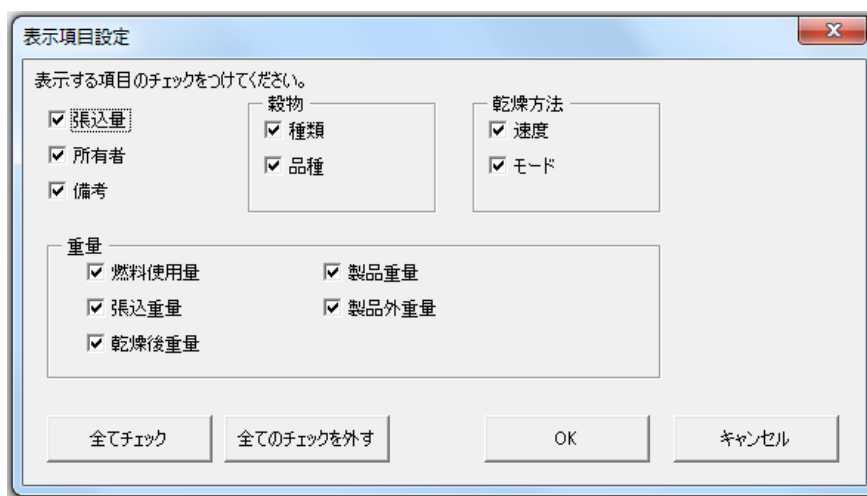 表示項目設定
表示する項目のチェックをつけてください。
張込量
所有者
備考
穀物
種類
品種
乾燥方法
速度
モード
重量
燃料使用量
製品重量
張込重量
製品外重量
乾燥後重量
全てチェック
全てのチェックを外す
OK
キャンセル